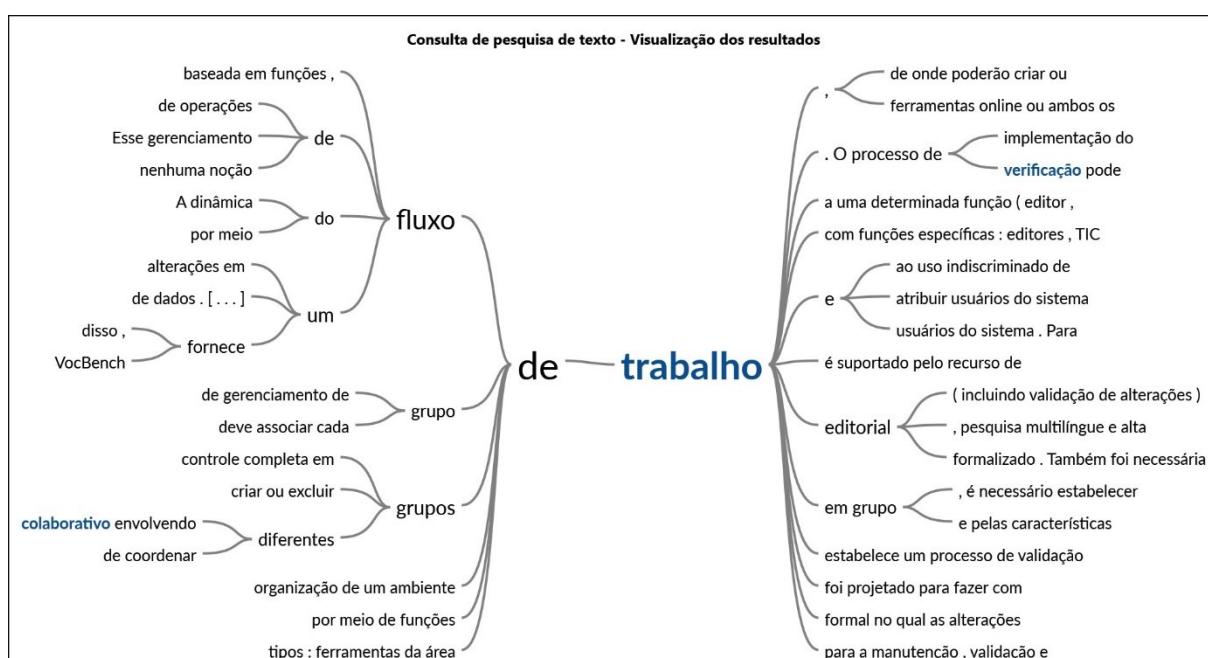 Consulta de pesquisa de texto - Visualização dos resultados
baseada em funções ,
de operações
Esse gerenciamento
nenhuma noção
de
A dinâmica
por meio
do
alterações em
de dados . [ . . . ]
disso ,
VocBench
fornece
um
fluxo
de gerenciamento de
deve associar cada
grupo
controle completa em
criar ou excluir
colaborativo envolvendo
de coordenar
diferentes
grupos
organização de um ambiente
por meio de funções
tipos : ferramentas da área
de
trabalho
,
de onde poderão criar ou
ferramentas online ou ambos os
. O processo de
implementação do
verificação pode
a uma determinada função ( editor ,
com funções específicas : editores , TIC
e
ao uso indiscriminado de
atribuir usuários do sistema
usuários do sistema . Para
é suportado pelo recurso de
editorial
( incluindo validação de alterações )
, pesquisa multilíngue e alta
formalizado . Também foi necessária
em grupo
, é necessário estabelecer
e pelas características
estabelece um processo de validação
foi projetado para fazer com
formal no qual as alterações
para a manutenção , validação e